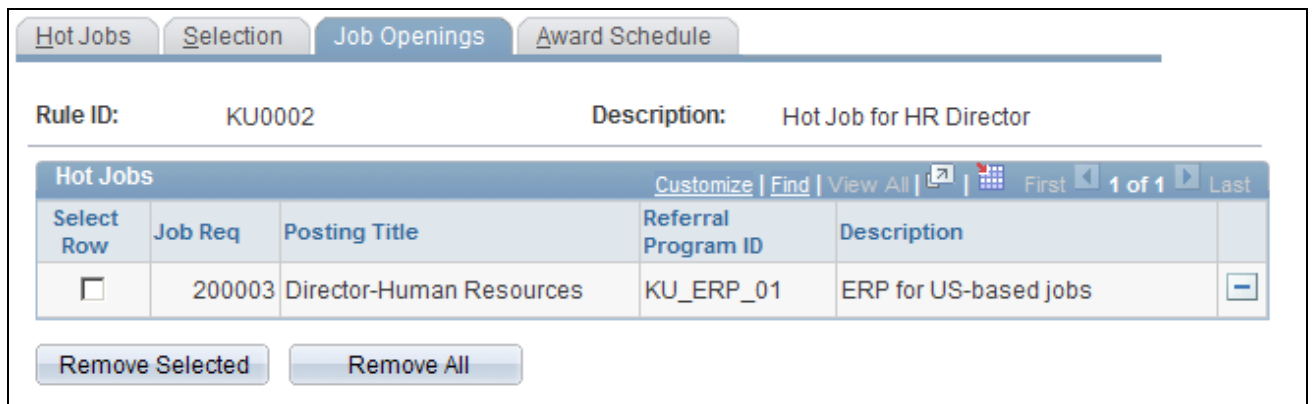 Hot Jobs Selection Job Openings Award Schedule
Rule ID: KU0002 Description: Hot Job for HR Director
Hot Jobs Customize | Find | View All | | First 1 of 1 Last
Select Row Job Req Posting Title Referral Program ID Description
200003 Director-Human Resources KU_ERP_01 ERP for US-based jobs
Remove Selected Remove All